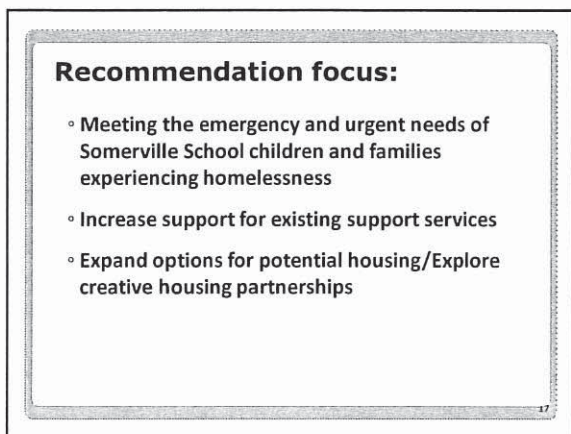 Recommendation focus:
° Meeting the emergency and urgent needs of
Somerville School children and families
experiencing homelessness
° Increase support for existing support services
° Expand options for potential housing/Explore
creative housing partnerships
17